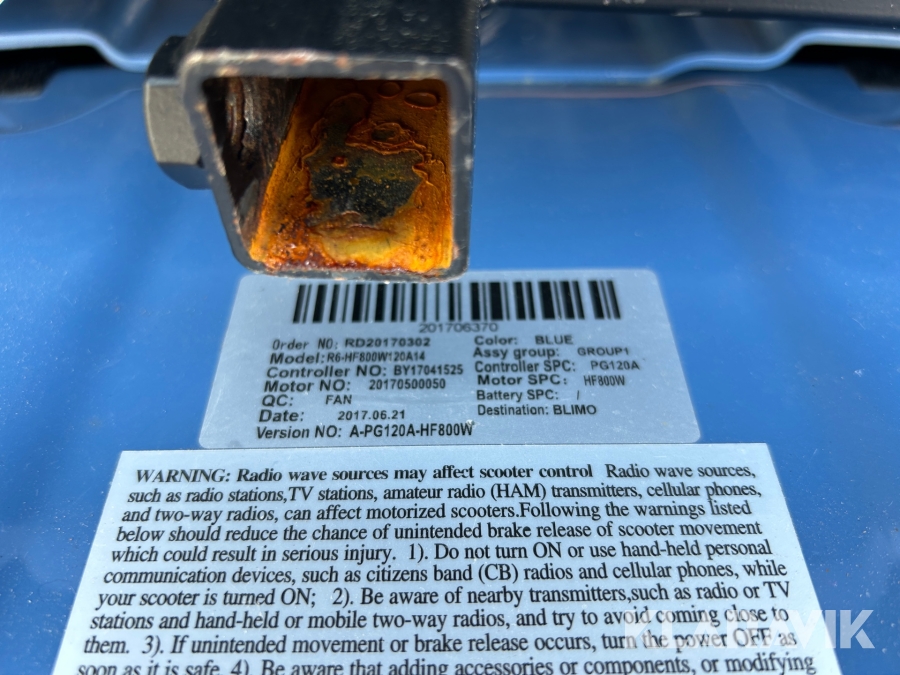 201706370
Order NO: RD20170302 Color: BLUE
Model: R6-HF800W120A14 Assy group: GROUP1
Controller NO: BY17041525 Controller SPC: PG120A
Motor NO: 20170500050 Motor SPC: HF800W
QC: FAN Battery SPC: /
Date: 2017.06.21 Destination: BLIMO
Version NO: A-PG120A-HF800W
WARNING: Radio wave sources may affect scooter control Radio wave sources,
such as radio stations,TV stations, amateur radio (HAM) transmitters, cellular phones,
and two-way radios, can affect motorized scooters.Following the warnings listed
below should reduce the chance of unintended brake release of scooter movement
which could result in serious injury. 1). Do not turn ON or use hand-held personal
communication devices, such as citizens band (CB) radios and cellular phones, while
your scooter is turned ON; 2). Be aware of nearby transmitters,such as radio or TV
stations and hand-held or mobile two-way radios, and try to avoid coming close to
them. 3). If unintended movement or brake release occurs, turn the power OFF as
soon as it is safe. 4). Be aware that adding accessories or components, or modifying
KLARAVIK